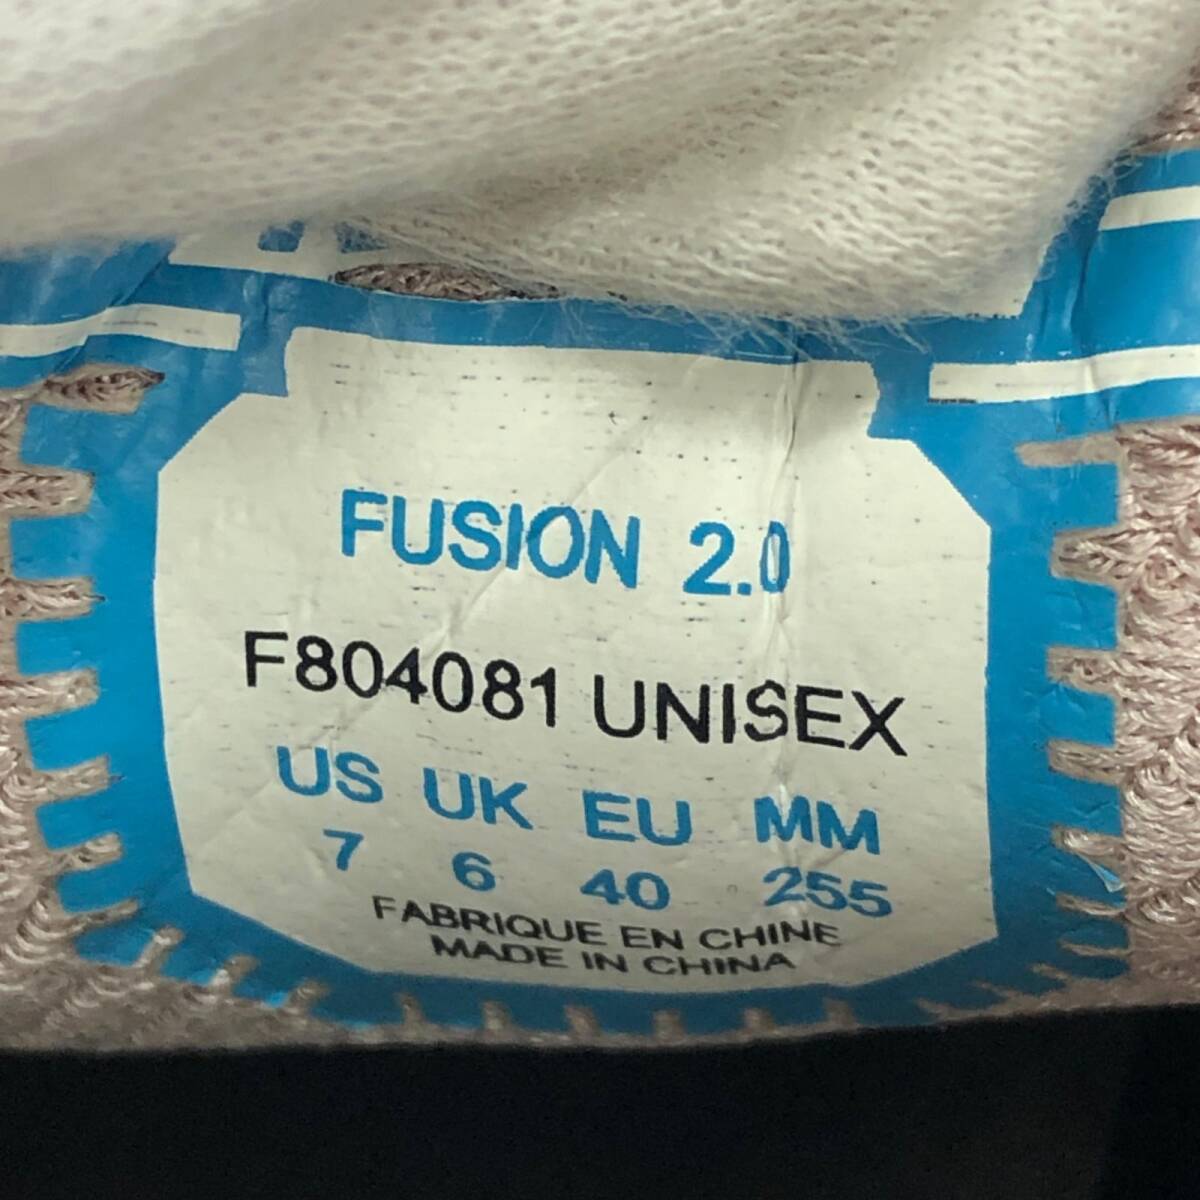 FUSION 2.0
F804081 UNISEX
US UK EU MM
7 6 40 255
FABRIQUE EN CHINE
MADE IN CHINA